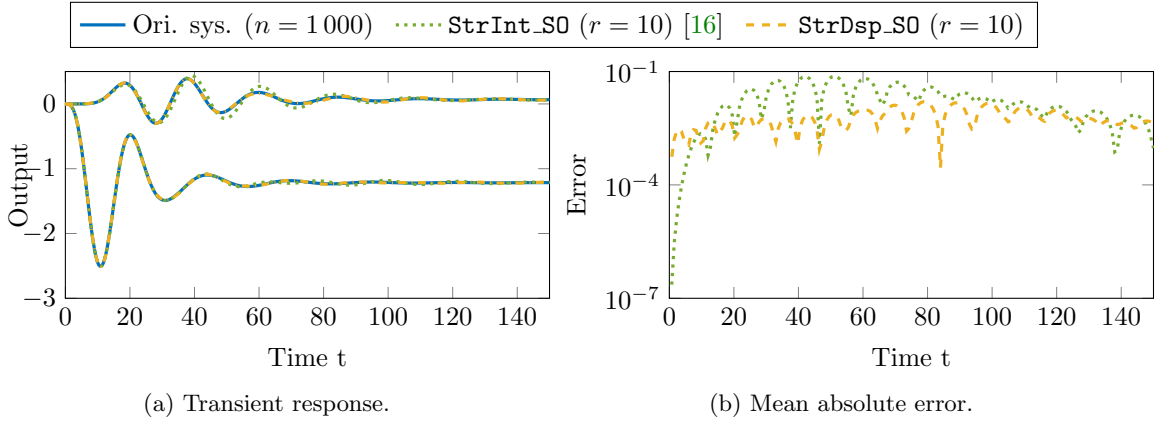 Ori. sys. (n = 1 000) StrInt_SO (r = 10) [16] StrDsp_SO (r = 10)
Output
0
−1
−2
−3
0 20 40 60 80 100 120 140
Time t
(a) Transient response.
Error
10−1
10−4
10−7
0 20 40 60 80 100 120 140
Time t
(b) Mean absolute error.